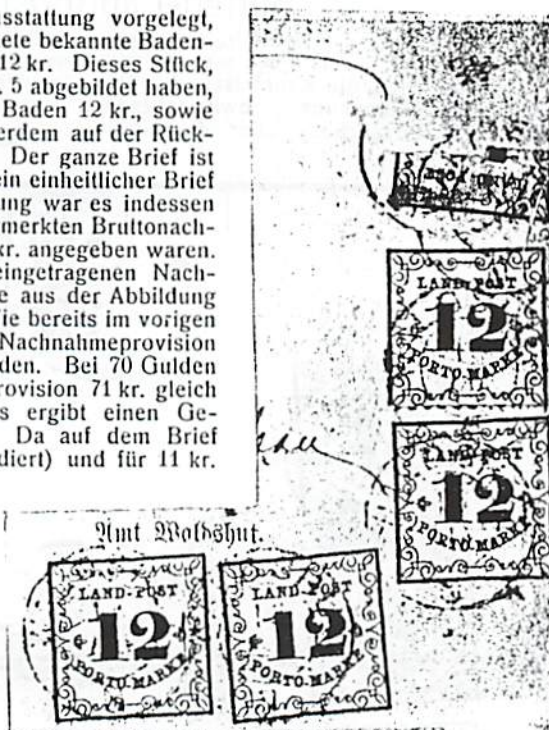 sstattung vorgelegt,
ete bekannte Baden-
12 kr. Dieses Stück,
. 5 abgebildet haben,
Baden 12 kr., sowie
erdem auf der Rück-
Der ganze Brief ist
ein einheitlicher Brief
ung war es indessen
merkten Bruttonach-
kr. angegeben waren.
eingetragenen Nach-
e aus der Abbildung
ie bereits im vorigen
Nachnahmeprovision
den. Bei 70 Gulden
rovision 71 kr. gleich
s ergibt einen Ge-
Da auf dem Brief
diert) und für 11 kr.
LAND-POST
12
PORTO-MARKE
LAND-POST
12
PORTO-MARKE
Amt Waldshut.
LAND-POST
12
PORTO-MARKE
LAND-POST
12
PORTO-MARKE